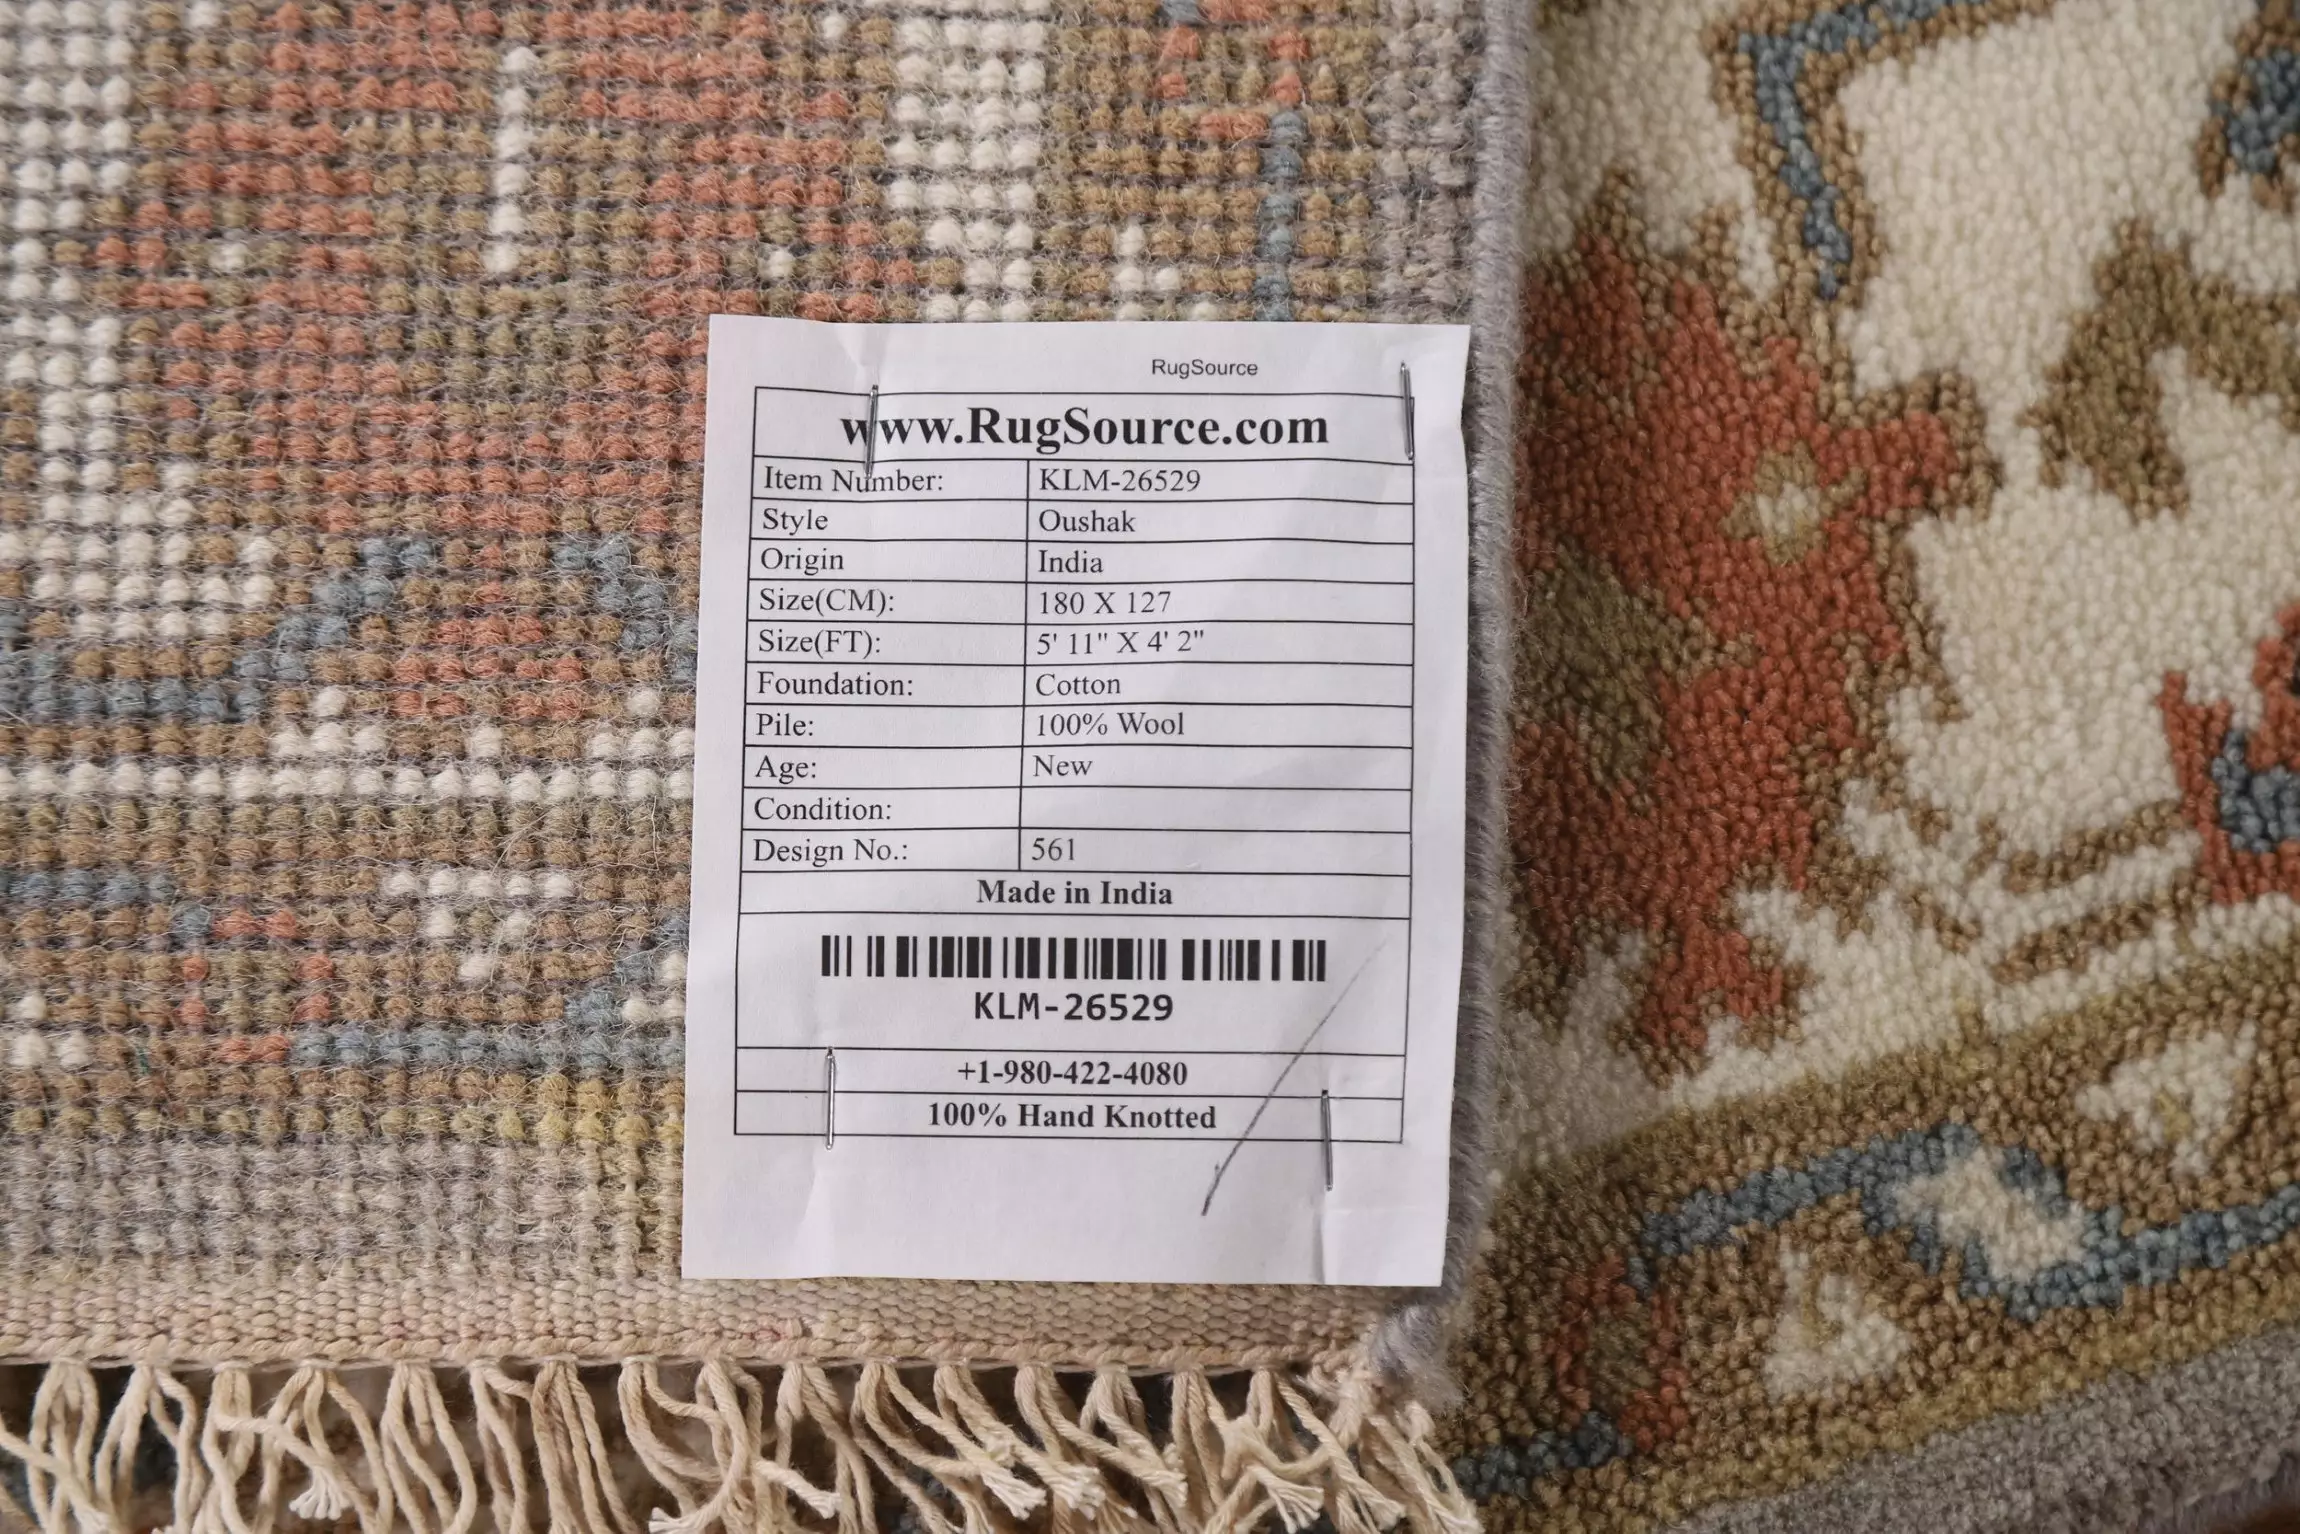 RugSource
www.RugSource.com
Item Number: KLM-26529
Style Oushak
Origin India
Size(CM): 180 X 127
Size(FT): 5' 11" X 4' 2"
Foundation: Cotton
Pile: 100% Wool
Age: New
Condition:
Design No.: 561
Made in India
KLM-26529
+1-980-422-4080
100% Hand Knotted